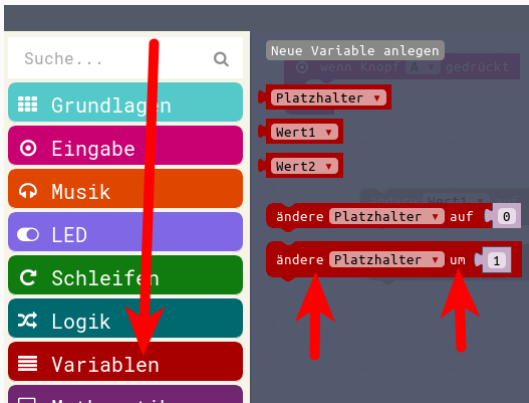 Suche...
Grundlagen
Eingabe
Musik
LED
Schleifen
Logik
Variablen
Neue Variable anlegen
wenn Knopf A gedrückt
Platzhalter
Wert1
Wert2
Wert1
ändere Platzhalter auf 0
ändere Platzhalter um 1